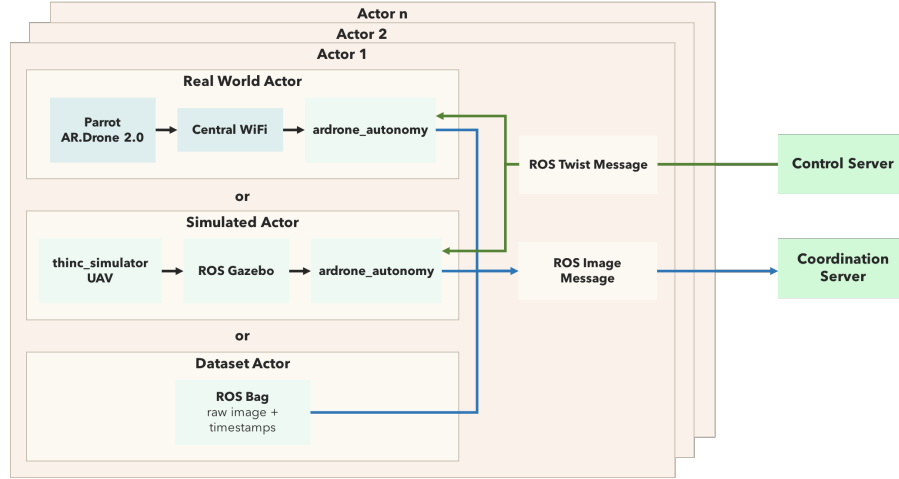 Actor n
Actor 2
Actor 1
Real World Actor
Parrot
AR.Drone 2.0
Central WiFi
ardrone_autonomy
or
Simulated Actor
thinc_simulator
UAV
ROS Gazebo
ardrone_autonomy
or
Dataset Actor
ROS Bag
raw image +
timestamps
ROS Twist Message
ROS Image
Message
Control Server
Coordination
Server